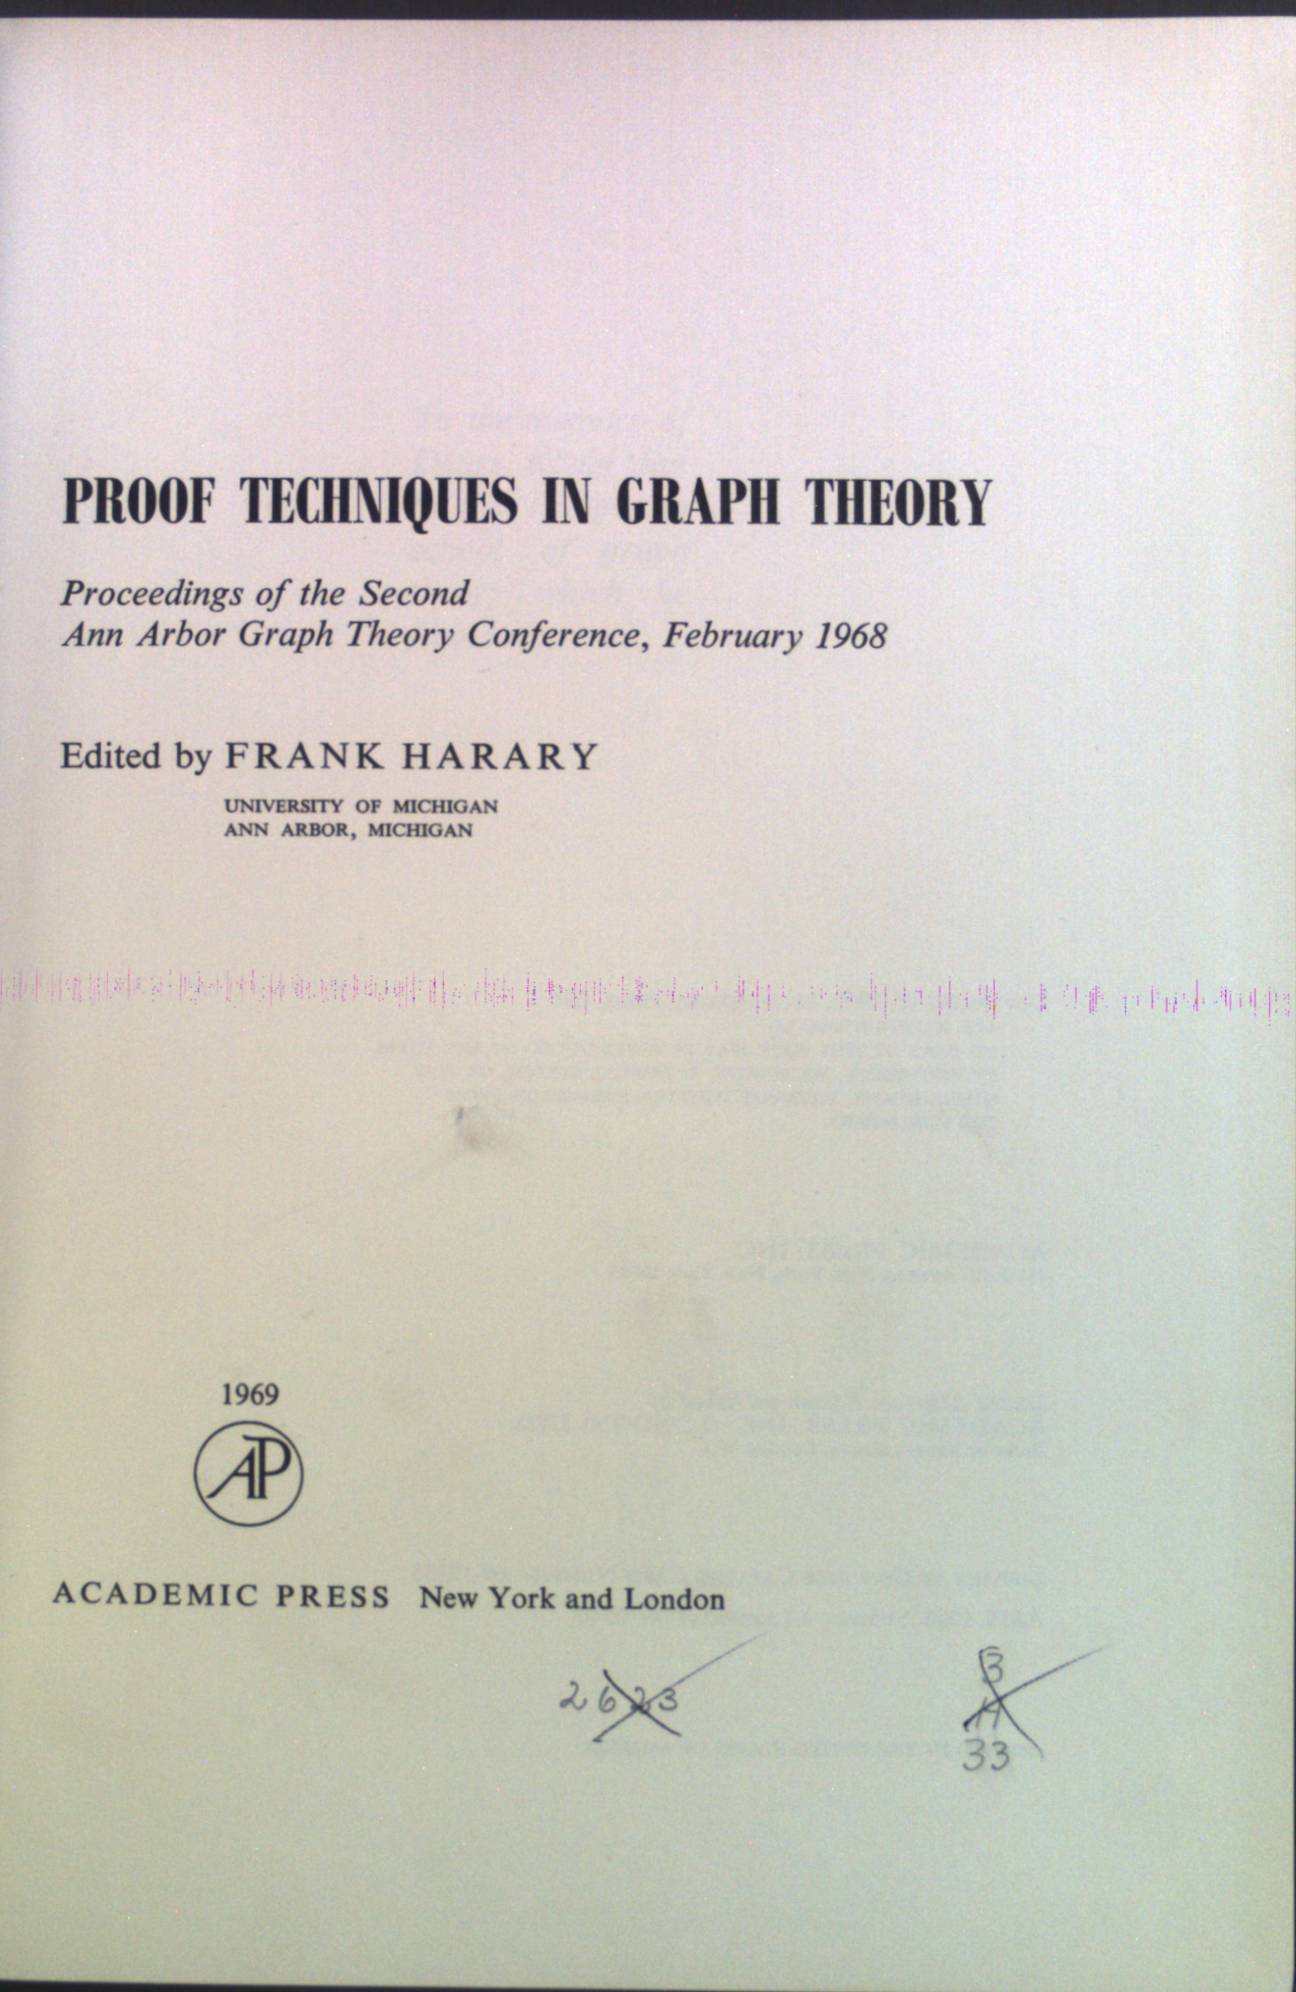 PROOF TECHNIQUES IN GRAPH THEORY
Proceedings of the Second
Ann Arbor Graph Theory Conference, February 1968
Edited by FRANK HARARY
UNIVERSITY OF MICHIGAN
ANN ARBOR, MICHIGAN
1969
AP
ACADEMIC PRESS New York and London
2623
B
H
33